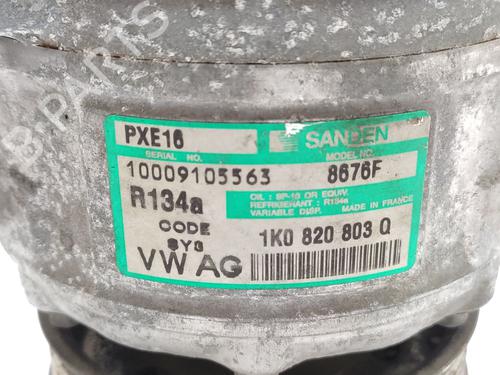 B-PARTS
PXE16 SANDEN
SERIAL NO. MODEL NO.
10009105563 8676F
R134a OIL : SP-10 OR EQUIV.
REFRIGERANT : R134a
VARIABLE DISP. MADE IN FRANCE
CODE
SY3
1K0 820 803 Q
VW AG